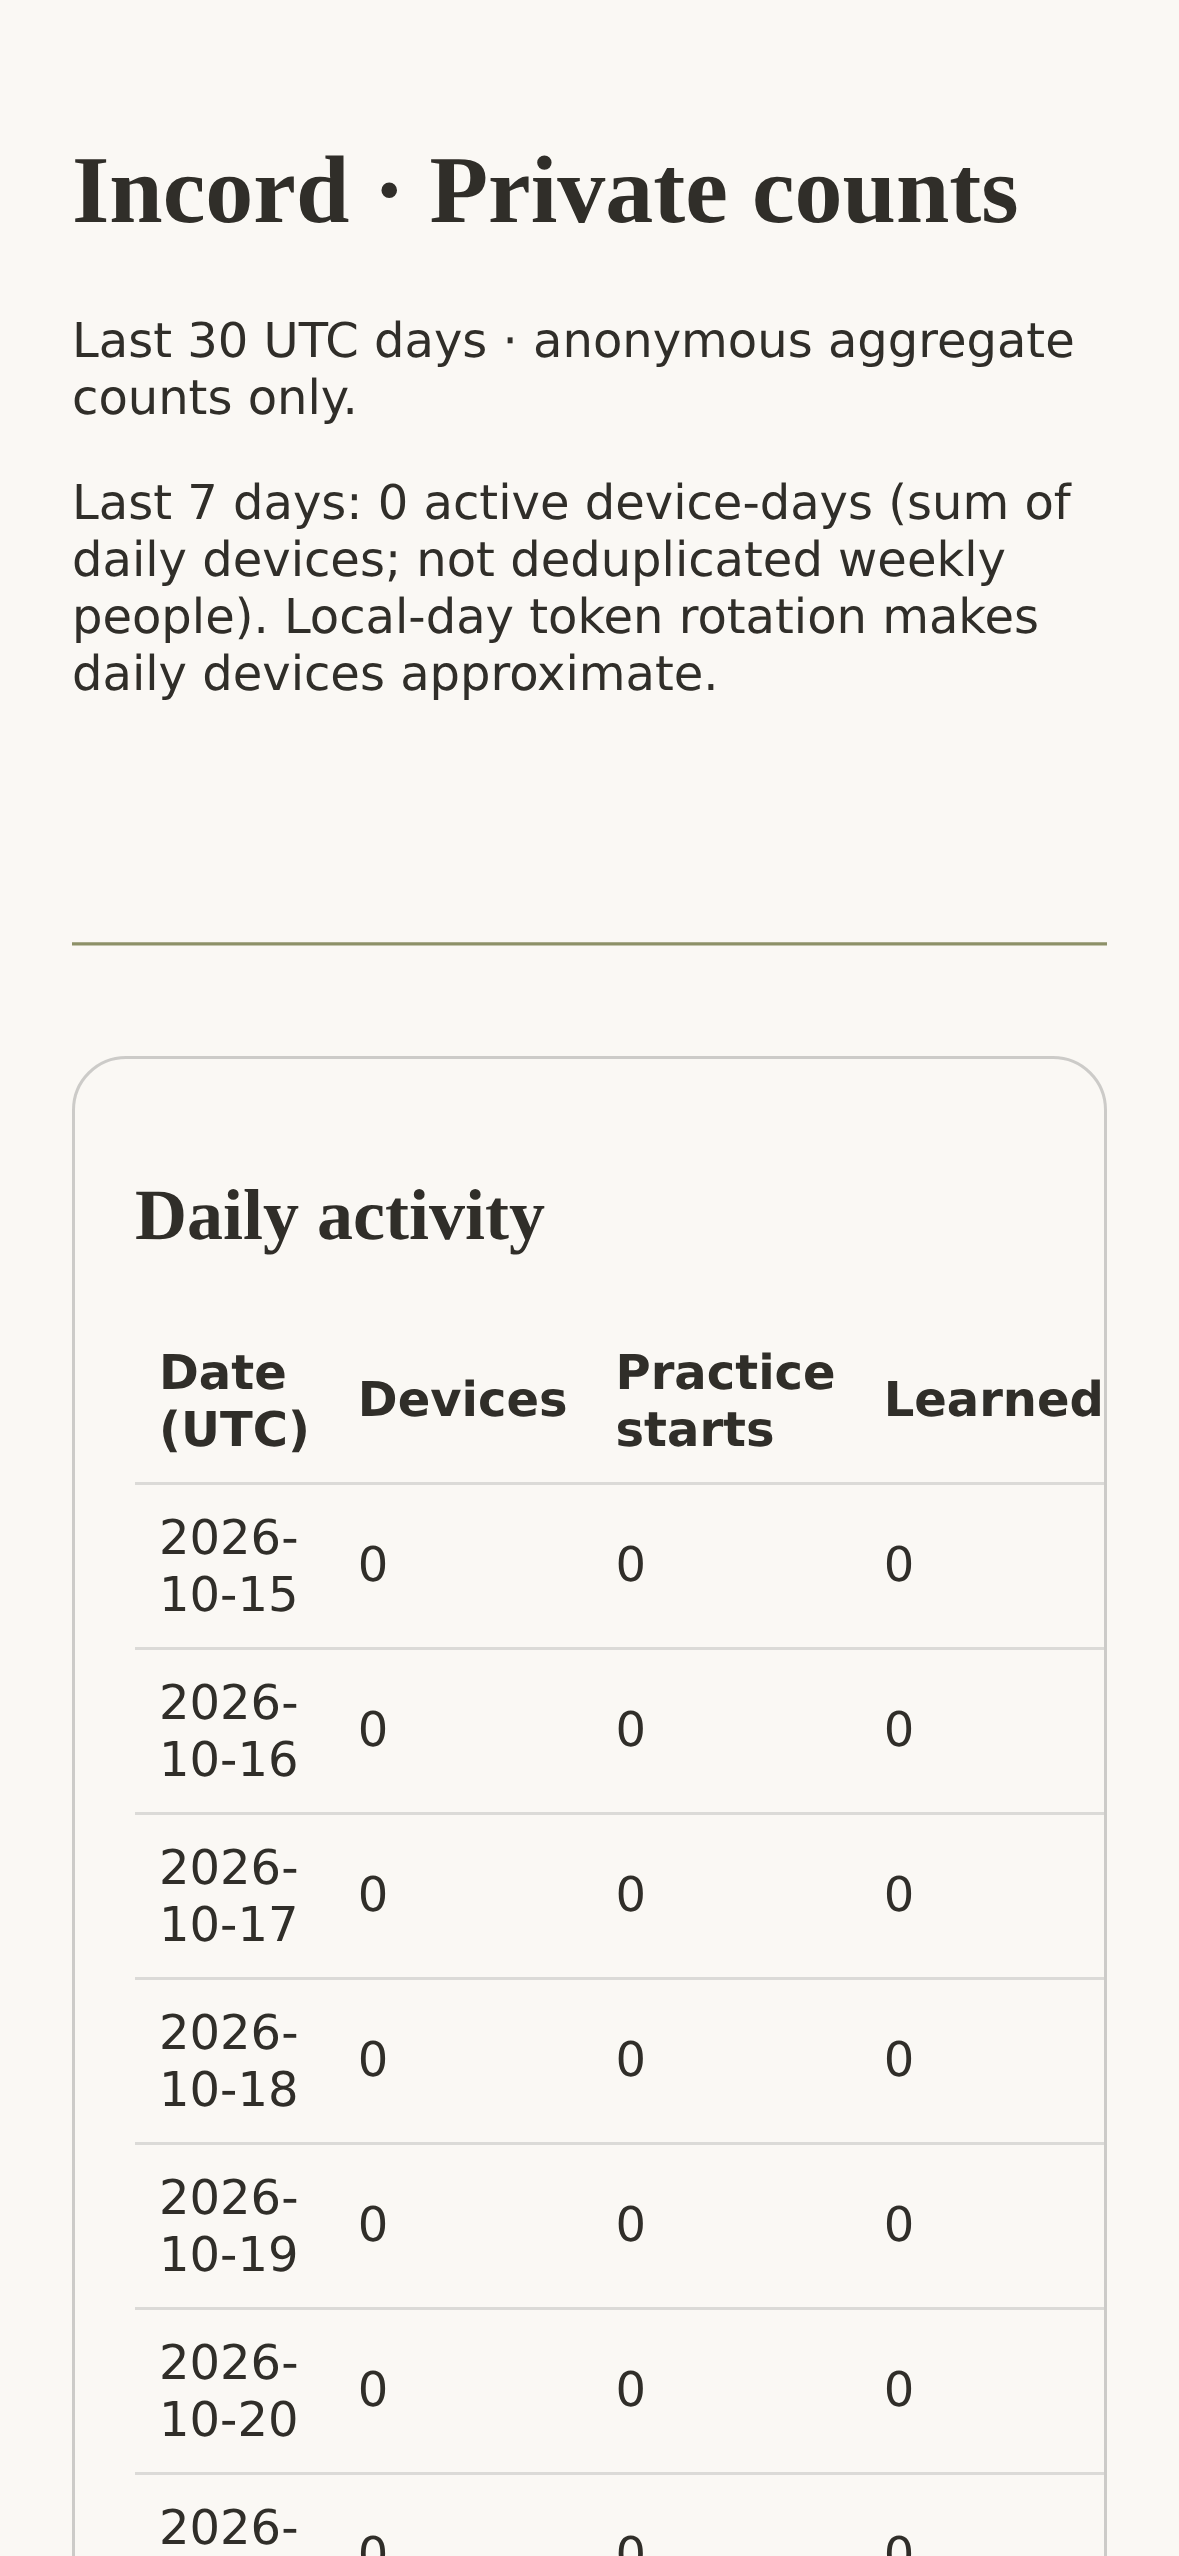 Incord · Private counts
Last 30 UTC days · anonymous aggregate
counts only.
Last 7 days: 0 active device-days (sum of
daily devices; not deduplicated weekly
people). Local-day token rotation makes
daily devices approximate.
Daily activity
Date (UTC) Devices Practice starts Learned
2026-10-15 0 0 0
2026-10-16 0 0 0
2026-10-17 0 0 0
2026-10-18 0 0 0
2026-10-19 0 0 0
2026-10-20 0 0 0
2026- 0 0 0